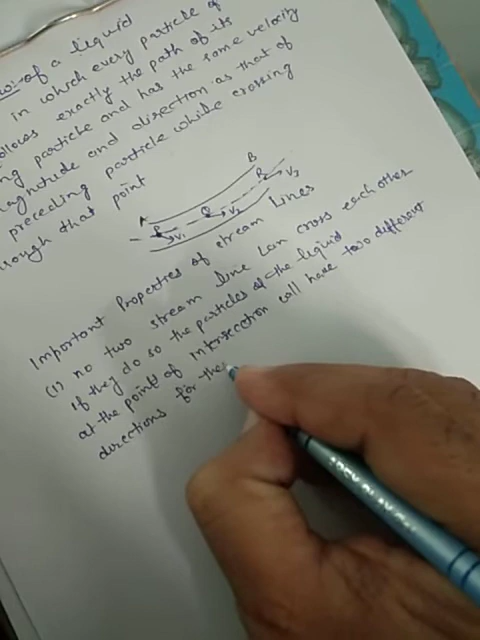 of a liquid
in which every particle of
follows exactly the path of its
particle and has the same velocity
magnitude and direction as that of
preceding particle while crossing
through that point
A B
P Q R
V₁ V₂ V₃
Important Properties of stream lines
(1) no two stream line can cross each other
If they do so the particles of the liquid
at the point of intersection will have two different
directions for the